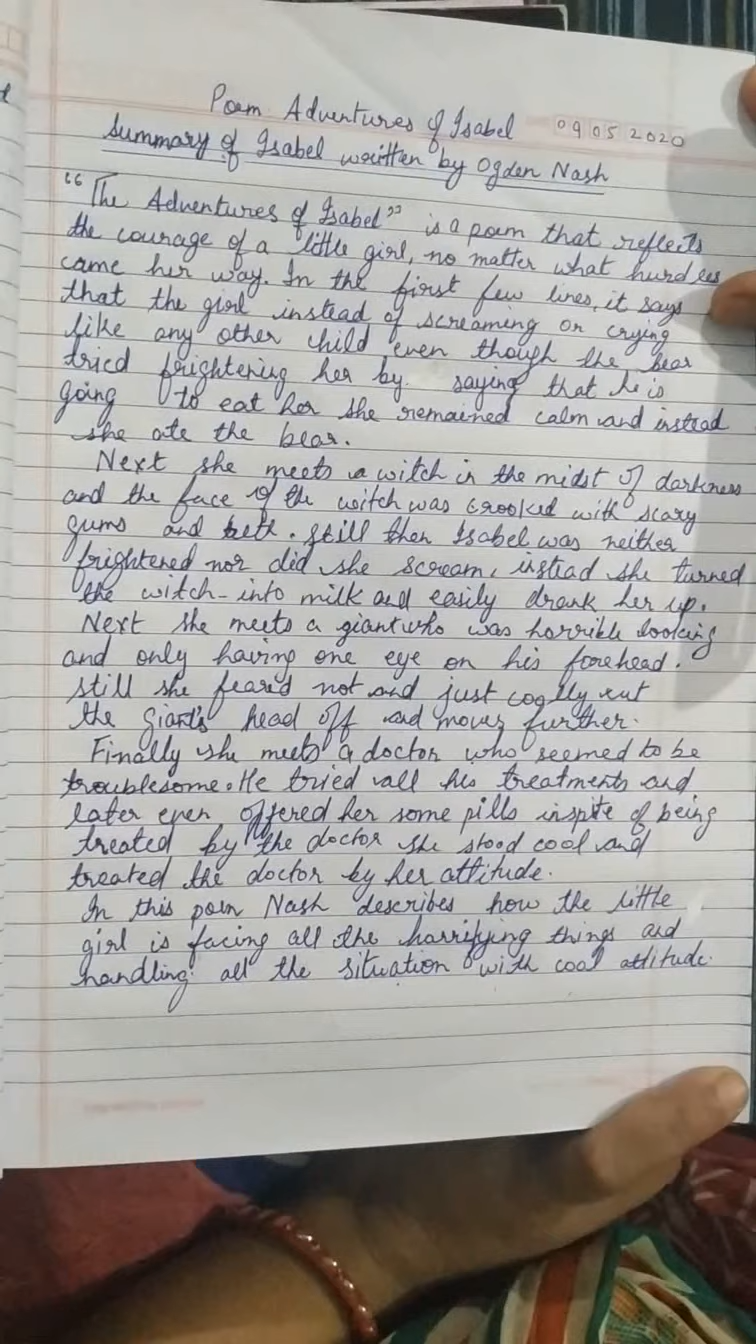 Poem Adventures of Isabel 09 05 2020
Summary of Isabel written by Ogden Nash
"The Adventures of Isabel" is a poem that reflects
the courage of a little girl, no matter what hurdles
came her way. In the first few lines, it says
that the girl instead of screaming or crying
like any other child even though the bear
tried frightening her by. saying that he is
going to eat her she remained calm and instead
she ate the bear.
Next she meets a witch in the midst of darkness
and the face of the witch was crooked with scary
gums and teeth. Still then Isabel was neither
frightened nor did she scream, instead she turned
the witch into milk and easily drank her up.
Next she meets a giant who was horrible looking
and only having one eye on his forehead.
Still she feared not and just coolly cut
the Giant's head off and moves further.
Finally she meets a doctor who seemed to be
troublesome. He tried all his treatments and
later even offered her some pills inspite of being
treated by the doctor she stood cool and
treated the doctor by her attitude.
In this poem Nash describes how the little
girl is facing all the horrifying things and
handling all the situation with cool attitude.